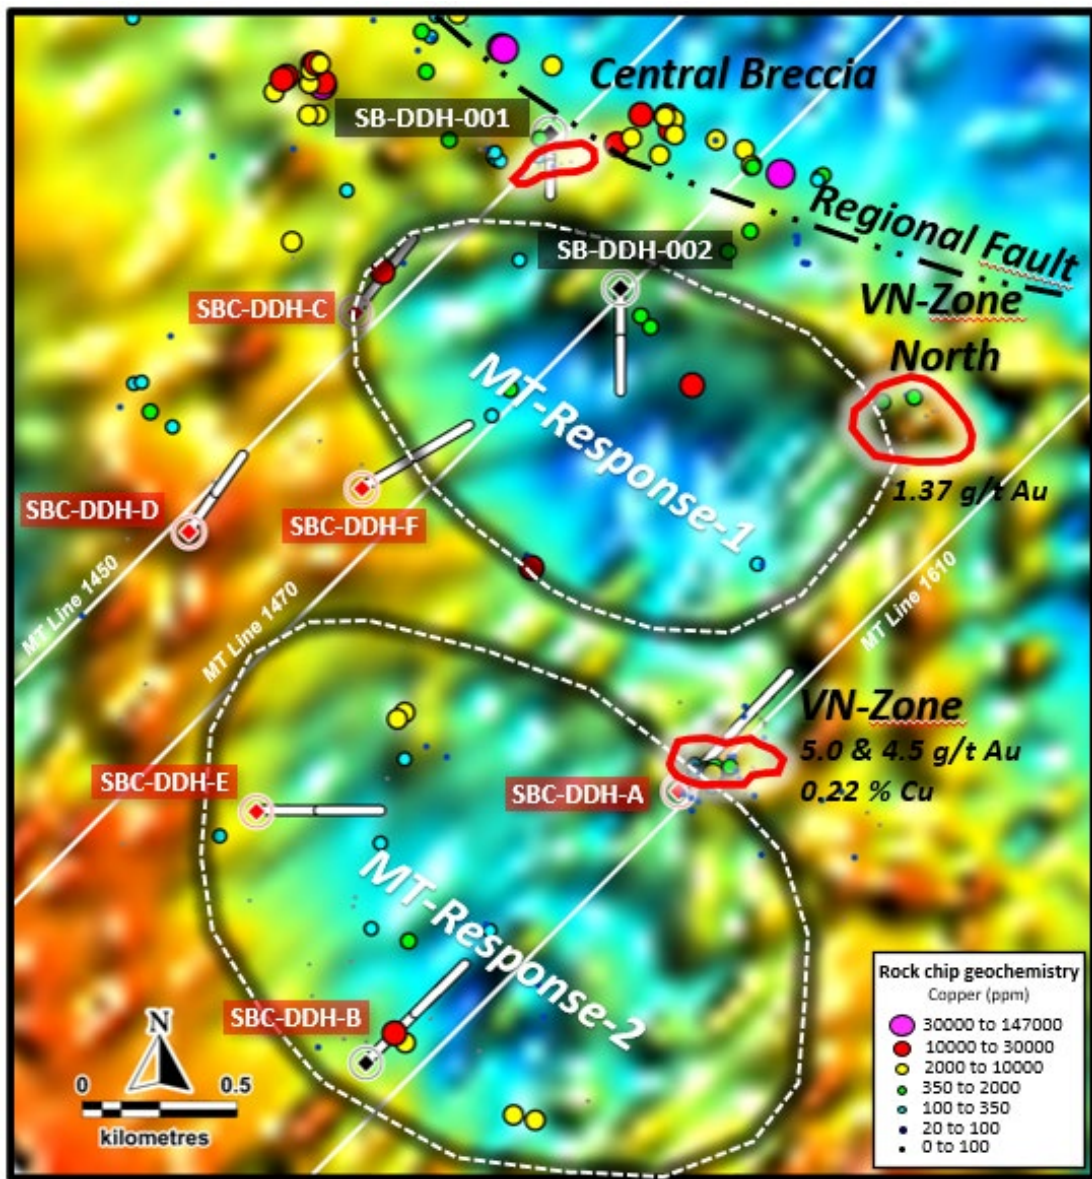 Central Breccia
SB-DDH-001
Regional Fault
SB-DDH-002
VN-Zone
North
SBC-DDH-C
MT-Response-1
1.37 g/t Au
SBC-DDH-D
SBC-DDH-F
MT Line 1450
MT Line 1470
MT Line 1610
VN-Zone
5.0 & 4.5 g/t Au
0.22 % Cu
SBC-DDH-E
SBC-DDH-A
MT-Response-2
SBC-DDH-B
N
0 0.5
kilometres
Rock chip geochemistry
Copper (ppm)
30000 to 147000
10000 to 30000
2000 to 10000
350 to 2000
100 to 350
20 to 100
0 to 100